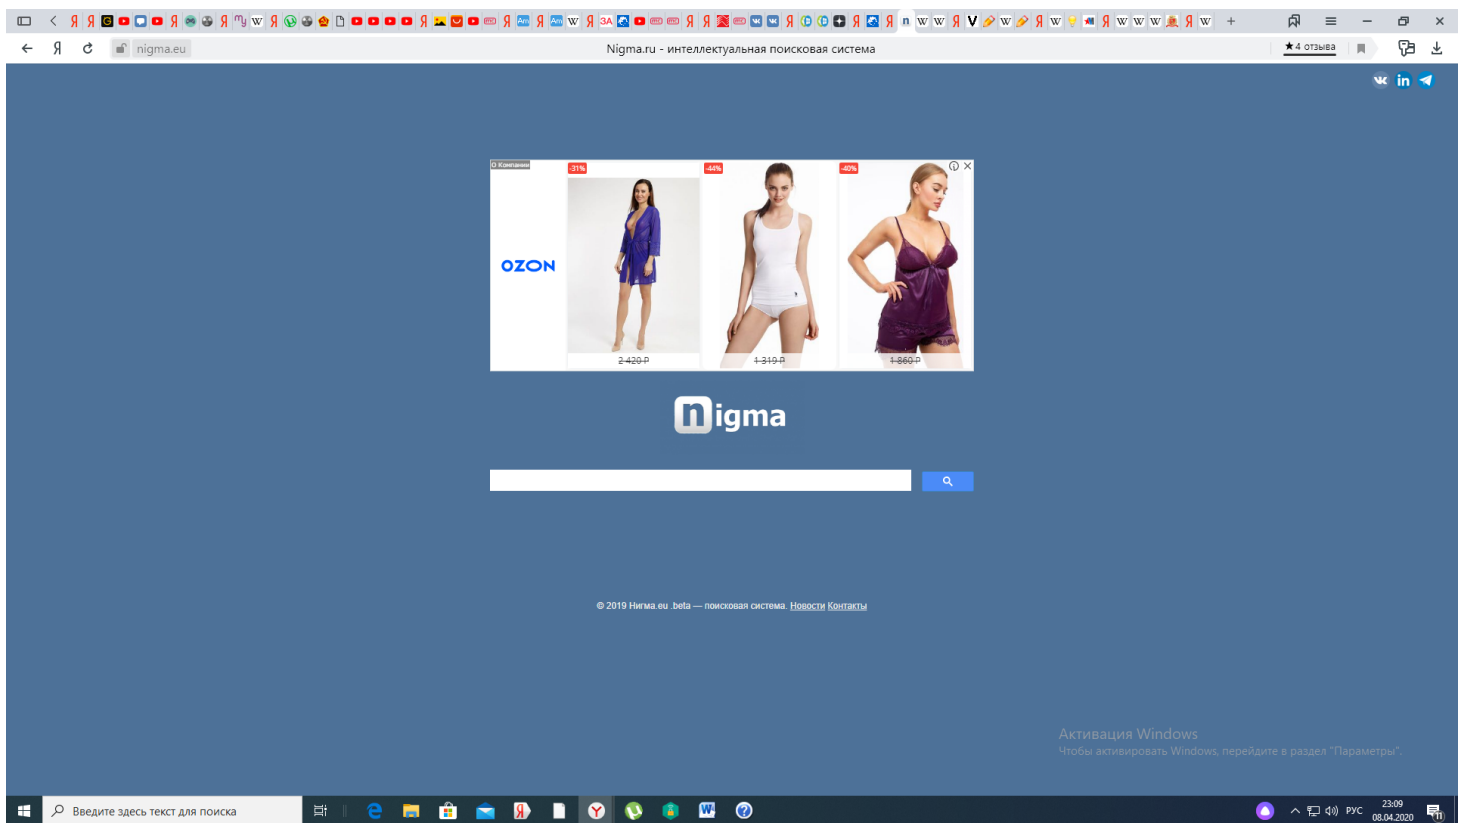 nigma.eu
Nigma.ru - интеллектуальная поисковая система
★4 отзыва
О Компании
-31%
-44%
-40%
OZON
2 420 Р
1 319 Р
1 860 Р
nigma
© 2019 Нигма.eu .beta — поисковая система. Новости Контакты
Активация Windows
Чтобы активировать Windows, перейдите в раздел "Параметры".
Введите здесь текст для поиска
РУС
23:09
08.04.2020